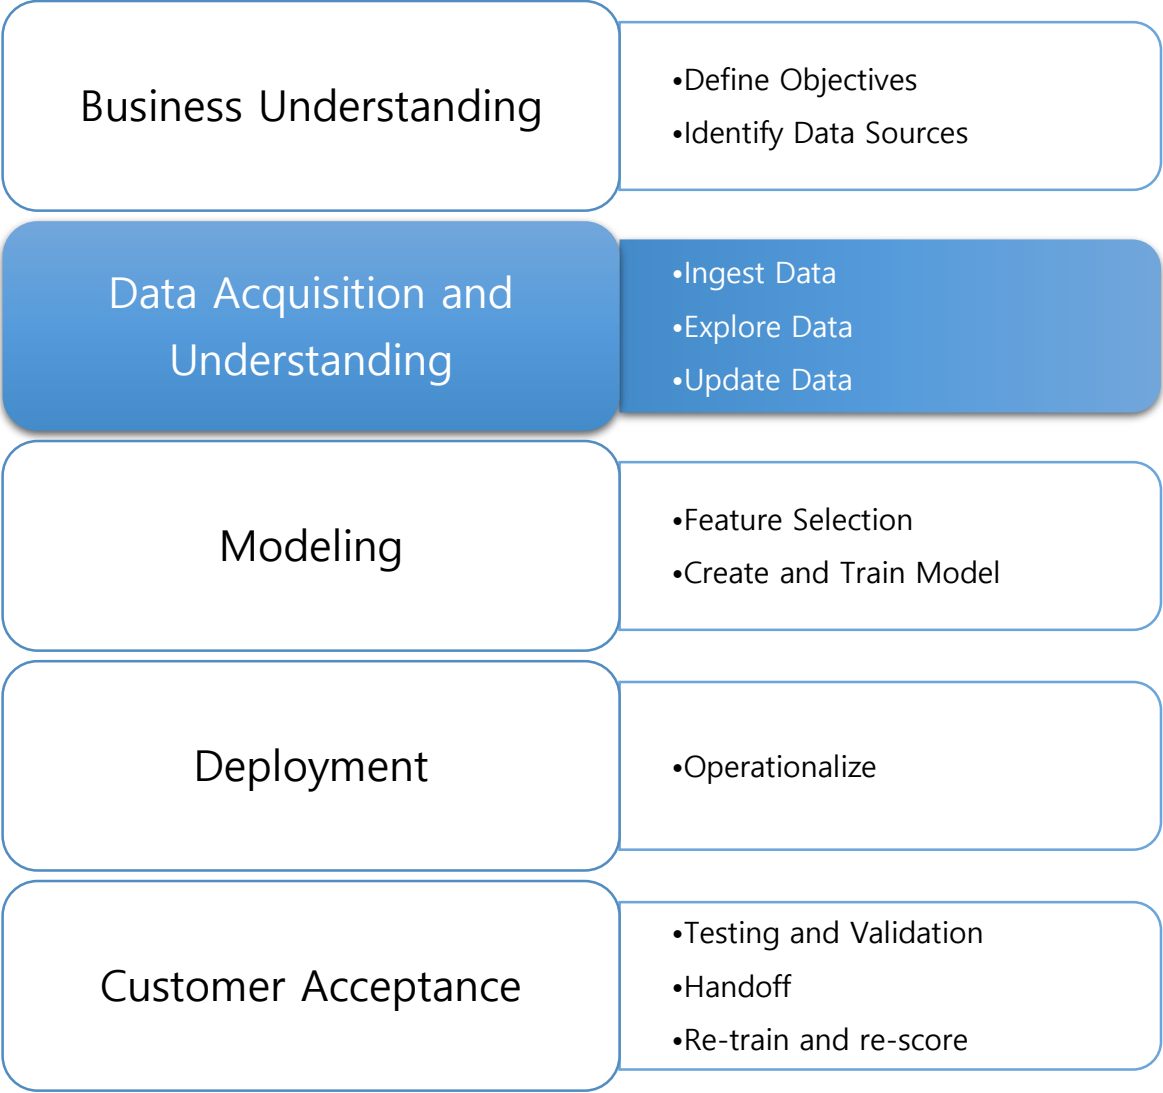 Business Understanding
•Define Objectives
•Identify Data Sources
Data Acquisition and
Understanding
•Ingest Data
•Explore Data
•Update Data
Modeling
•Feature Selection
•Create and Train Model
Deployment
•Operationalize
Customer Acceptance
•Testing and Validation
•Handoff
•Re-train and re-score